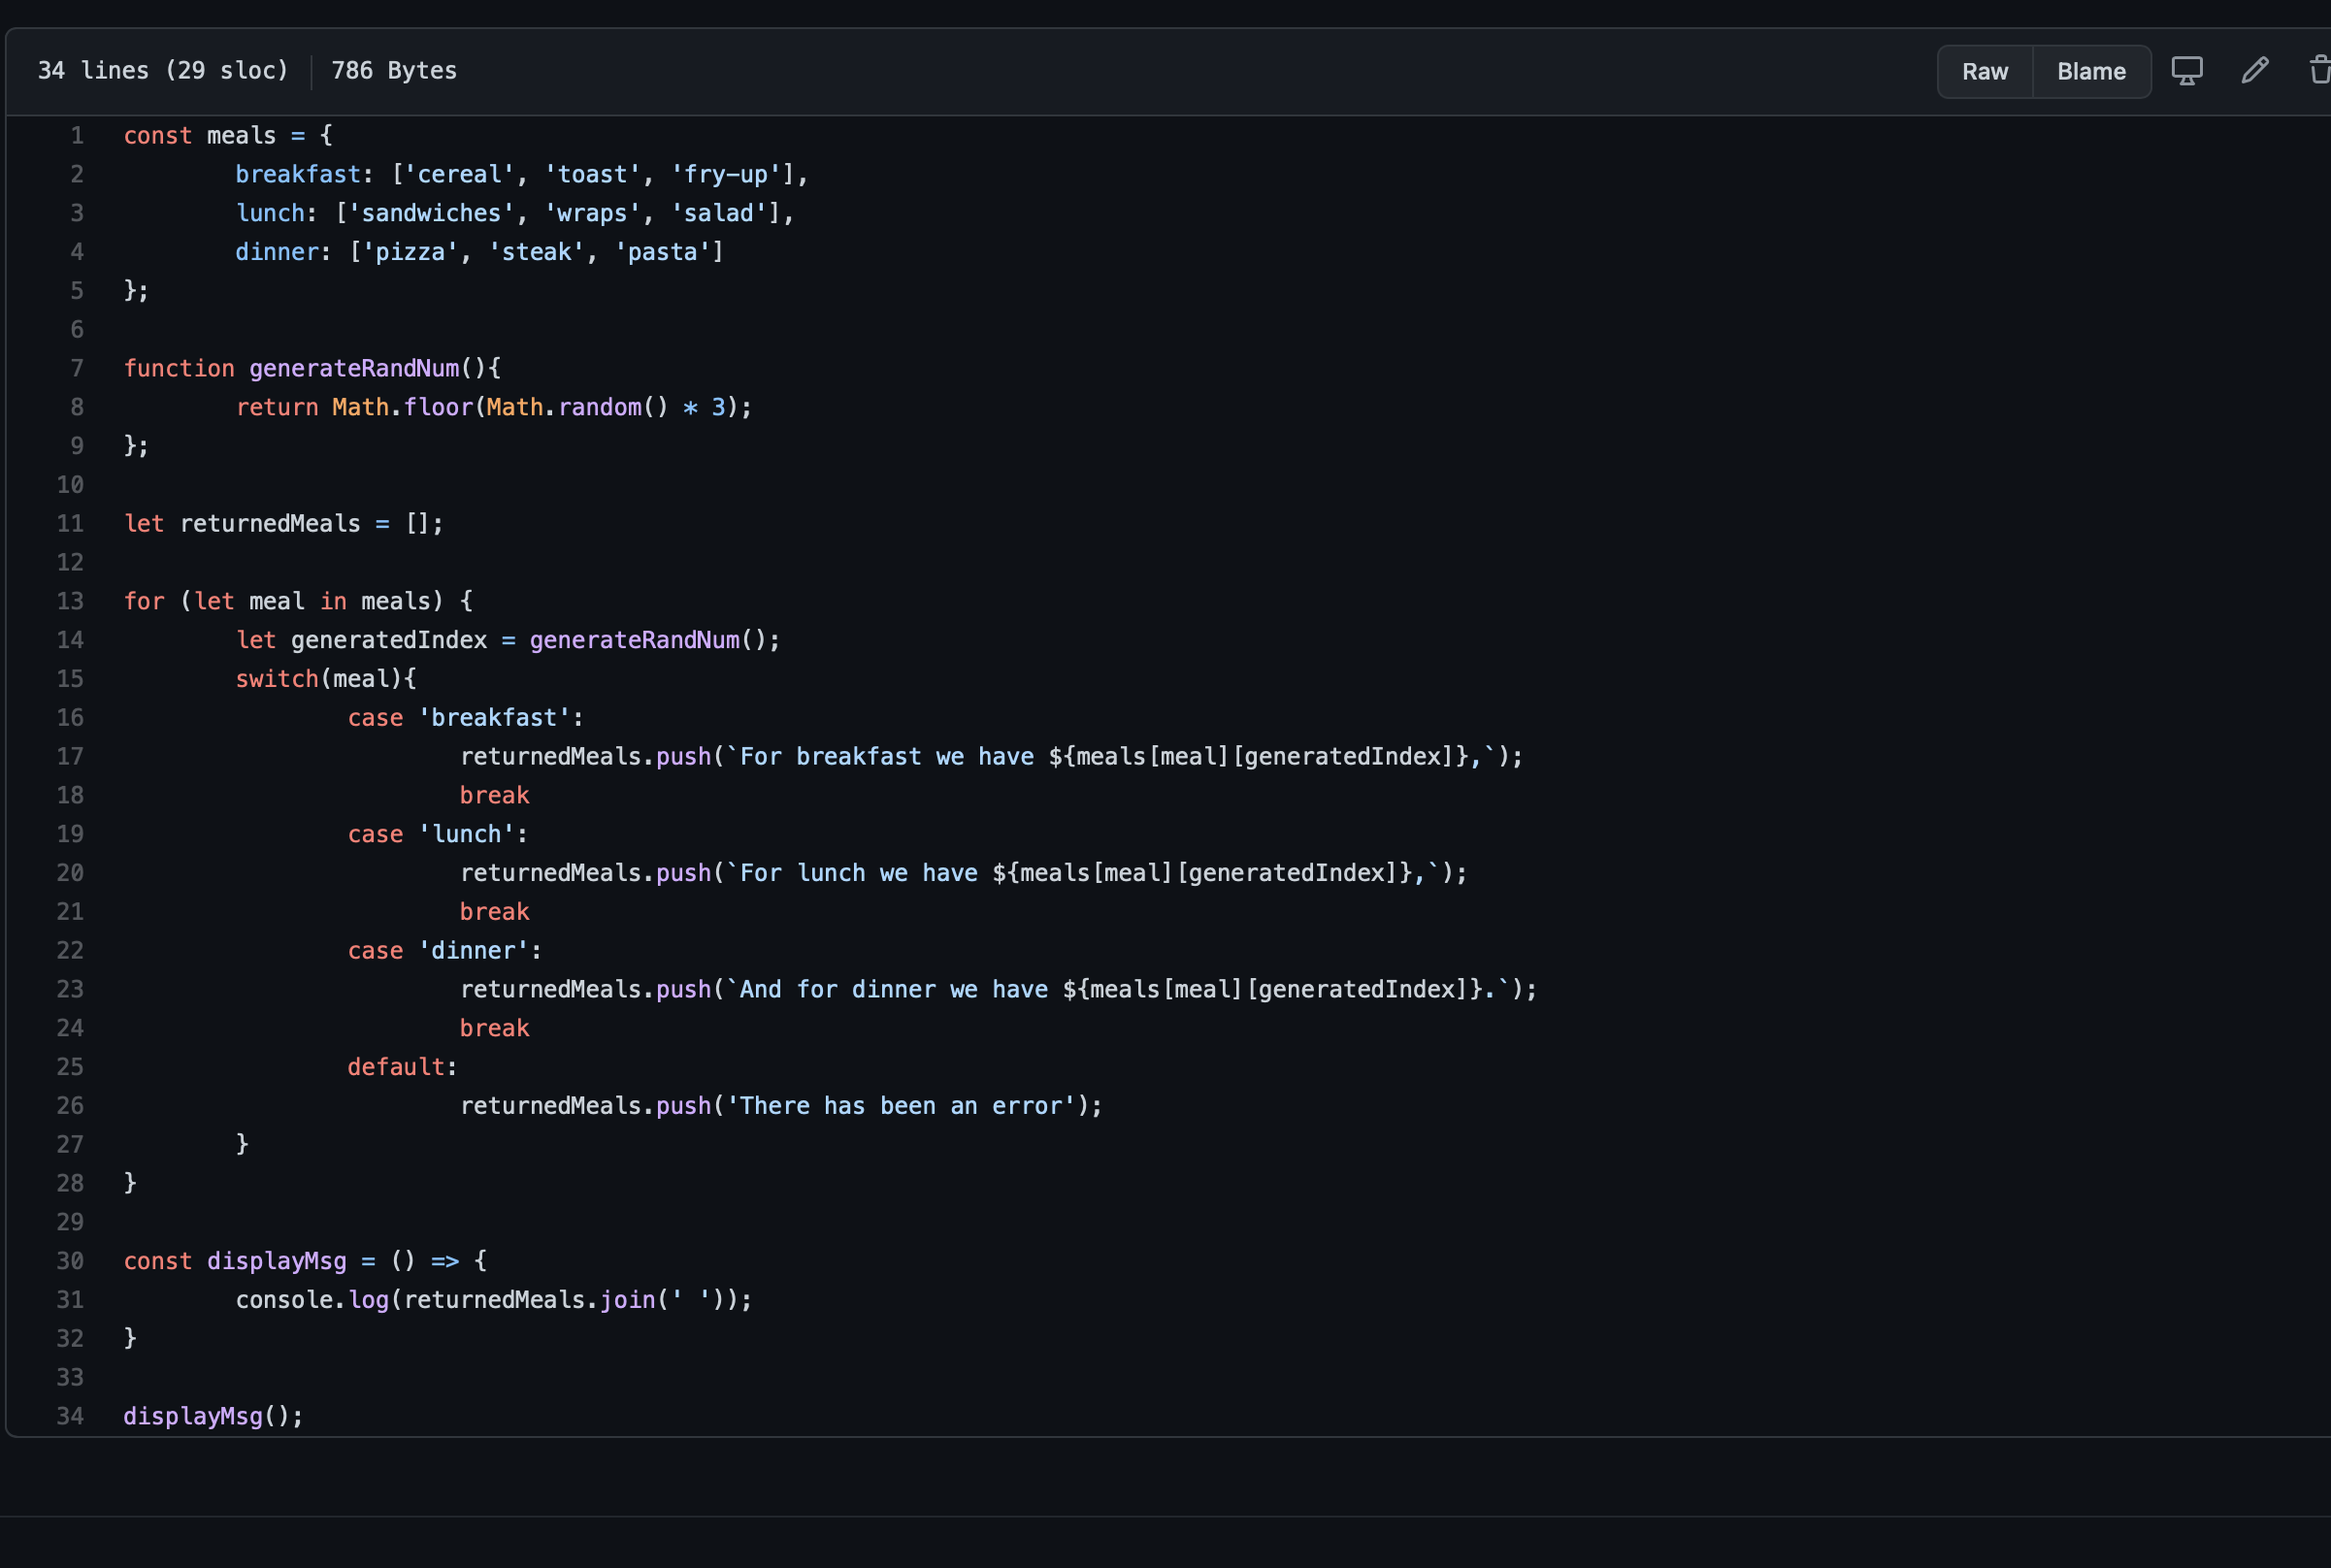 34 lines (29 sloc) 786 Bytes Raw Blame
1 const meals = {
2 breakfast: ['cereal', 'toast', 'fry-up'],
3 lunch: ['sandwiches', 'wraps', 'salad'],
4 dinner: ['pizza', 'steak', 'pasta']
5 };
6
7 function generateRandNum(){
8 return Math.floor(Math.random() * 3);
9 };
10
11 let returnedMeals = [];
12
13 for (let meal in meals) {
14 let generatedIndex = generateRandNum();
15 switch(meal){
16 case 'breakfast':
17 returnedMeals.push(`For breakfast we have ${meals[meal][generatedIndex]},`);
18 break
19 case 'lunch':
20 returnedMeals.push(`For lunch we have ${meals[meal][generatedIndex]},`);
21 break
22 case 'dinner':
23 returnedMeals.push(`And for dinner we have ${meals[meal][generatedIndex]}.`);
24 break
25 default:
26 returnedMeals.push('There has been an error');
27 }
28 }
29
30 const displayMsg = () => {
31 console.log(returnedMeals.join(' '));
32 }
33
34 displayMsg();